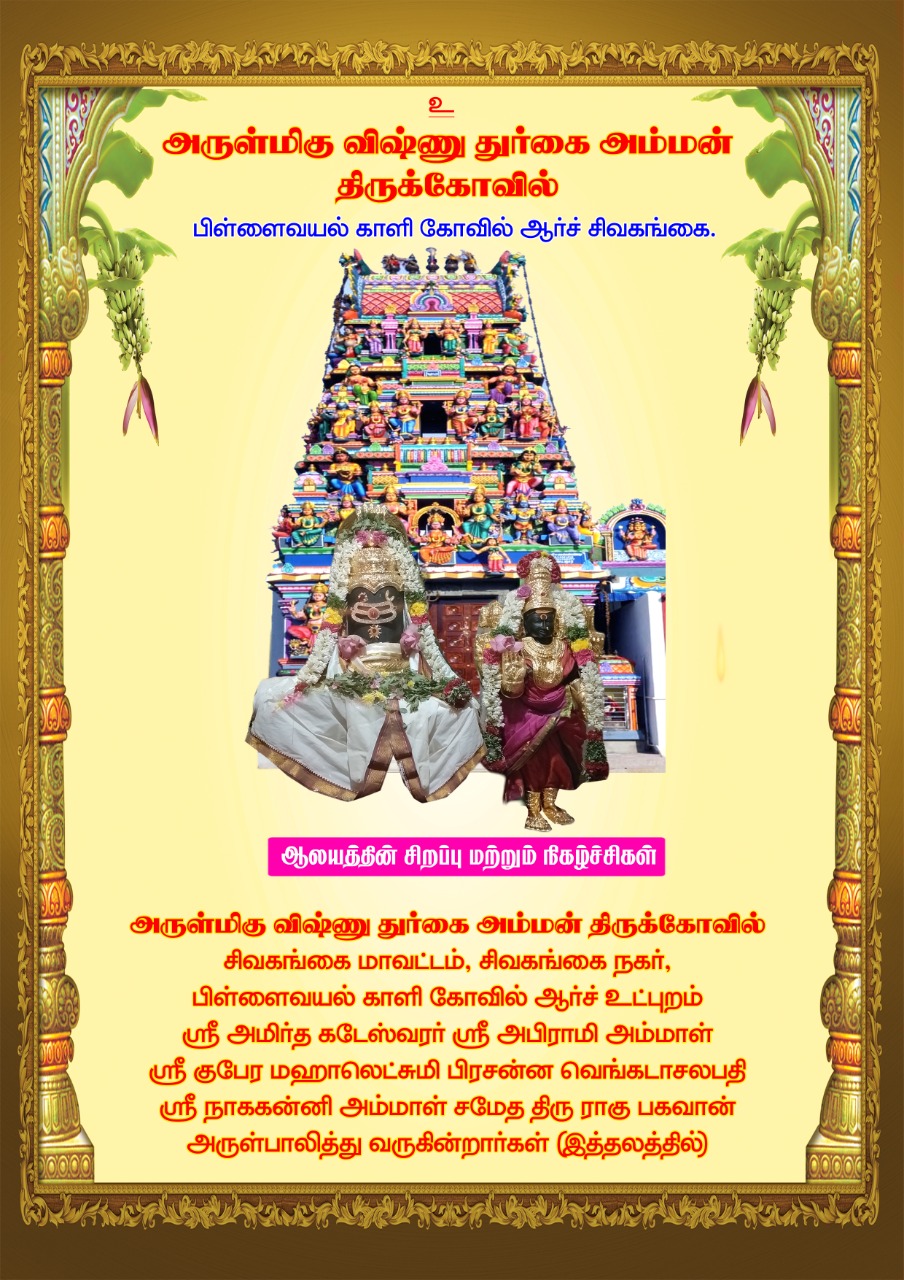 உ
அருள்மிகு விஷ்ணு துர்கை அம்மன்
திருக்கோவில்
பிள்ளைவயல் காளி கோவில் ஆர்ச் சிவகங்கை.
ஆலயத்தின் சிறப்பு மற்றும் நிகழ்ச்சிகள்
அருள்மிகு விஷ்ணு துர்கை அம்மன் திருக்கோவில்
சிவகங்கை மாவட்டம், சிவகங்கை நகர்,
பிள்ளைவயல் காளி கோவில் ஆர்ச் உட்புறம்
ஸ்ரீ அமிர்த கடேஸ்வரர் ஸ்ரீ அபிராமி அம்மாள்
ஸ்ரீ குபேர மஹாலெட்சுமி பிரசன்ன வெங்கடாசலபதி
ஸ்ரீ நாககன்னி அம்மாள் சமேத திரு ராகு பகவான்
அருள்பாலித்து வருகின்றார்கள் (இத்தலத்தில்)